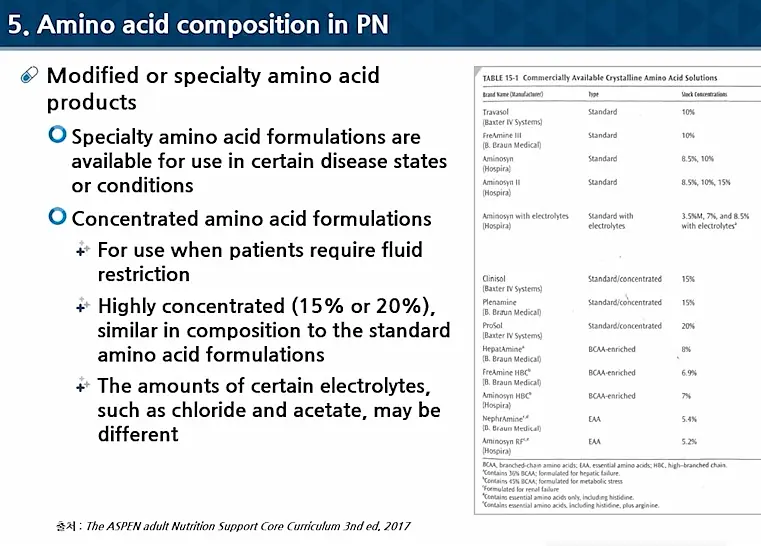 5. Amino acid composition in PN
Modified or specialty amino acid
products
Specialty amino acid formulations are
available for use in certain disease states
or conditions
Concentrated amino acid formulations
For use when patients require fluid
restriction
Highly concentrated (15% or 20%),
similar in composition to the standard
amino acid formulations
The amounts of certain electrolytes,
such as chloride and acetate, may be
different
출처 : The ASPEN adult Nutrition Support Core Curriculum 3nd ed, 2017
TABLE 15-1 Commercially Available Crystalline Amino Acid Solutions
Brand Name (Manufacturer) Type Stock Concentrations
Travasol Standard 10%
(Baxter IV Systems)
FreAmine III Standard 10%
(B. Braun Medical)
Aminosyn Standard 8.5%, 10%
(Hospira)
Aminosyn II Standard 8.5%, 10%, 15%
(Hospira)
Aminosyn with electrolytes Standard with 3.5%M, 7%, and 8.5%
(Hospira) electrolytes with electrolytesᵃ
Clinisol Standard/concentrated 15%
(Baxter IV Systems)
Plenamine Standard/concentrated 15%
(B. Braun Medical)
ProSol Standard/concentrated 20%
(Baxter IV Systems)
HepatAmineᵃ BCAA-enriched 8%
(B. Braun Medical)
FreAmine HBCᵇ BCAA-enriched 6.9%
(B. Braun Medical)
Aminosyn HBCᵇ BCAA-enriched 7%
(Hospira)
NephrAmineᶜ,ᵈ EAA 5.4%
(B. Braun Medical)
Aminosyn RFᶜ,ᵉ EAA 5.2%
(Hospira)
BCAA, branched-chain amino acids; EAA, essential amino acids; HBC, high-branched chain.
ᵃContains 36% BCAA; formulated for hepatic failure.
ᵇContains 45% BCAA; formulated for metabolic stress
ᶜFormulated for renal failure
ᵈContains essential amino acids only, including histidine.
ᵉContains essential amino acids, including histidine, plus arginine.